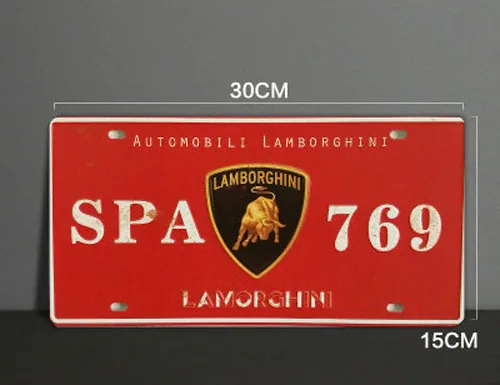 30CM
AUTOMOBILI LAMBORGHINI
LAMBORGHINI
SPA 769
LAMORGHINI
15CM